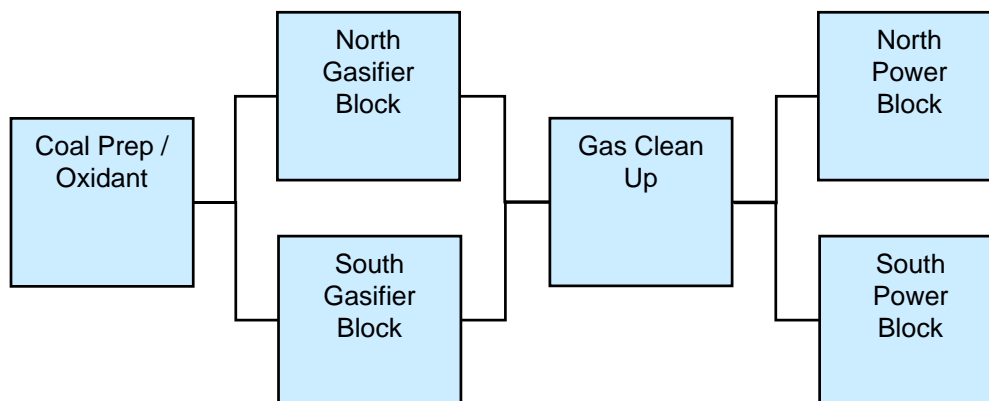 Coal Prep /
Oxidant
North
Gasifier
Block
South
Gasifier
Block
Gas Clean
Up
North
Power
Block
South
Power
Block